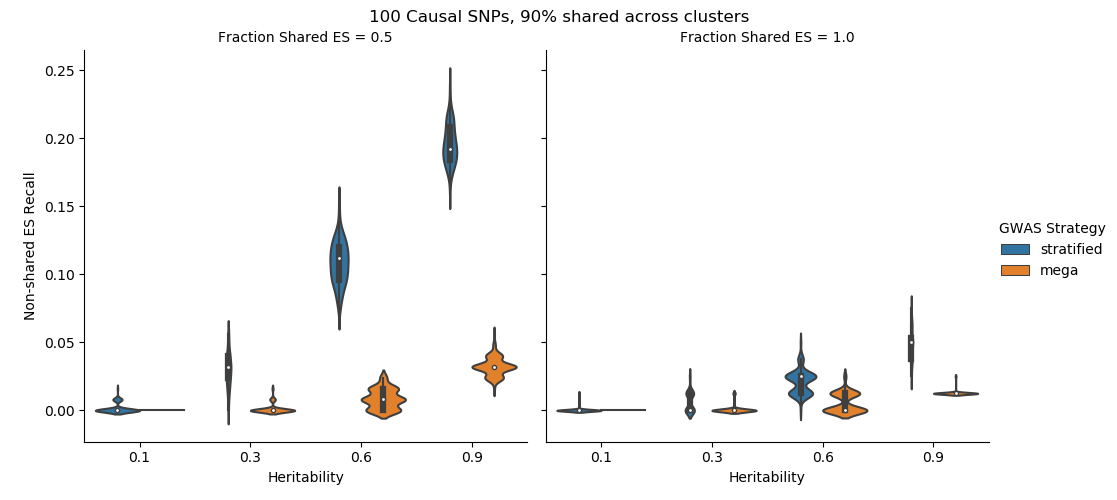 100 Causal SNPs, 90% shared across clusters
Fraction Shared ES = 0.5
Fraction Shared ES = 1.0
0.25
0.20
0.15
0.10
0.05
0.00
Non-shared ES Recall
0.1 0.3 0.6 0.9
Heritability
0.1 0.3 0.6 0.9
Heritability
GWAS Strategy
stratified
mega